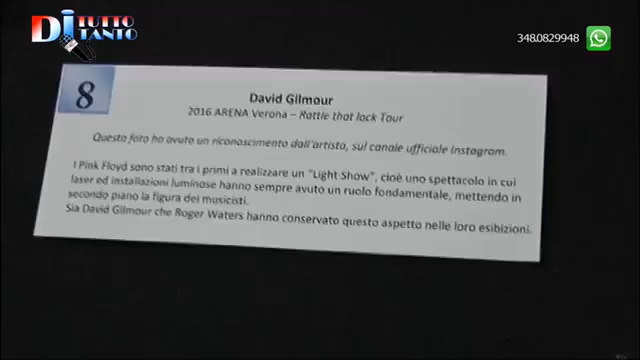 Di TUTTO TANTO
348.0829948
8
David Gilmour
2016 ARENA Verona – Rattle that lock Tour
Questa foto ha avuto un riconoscimento dall'artista, sul canale ufficiale Instagram.
I Pink Floyd sono stati tra i primi a realizzare un "Light Show", cioè uno spettacolo in cui
laser ed installazioni luminose hanno sempre avuto un ruolo fondamentale, mettendo in
secondo piano la figura dei musicisti.
Sia David Gilmour che Roger Waters hanno conservato questo aspetto nelle loro esibizioni.